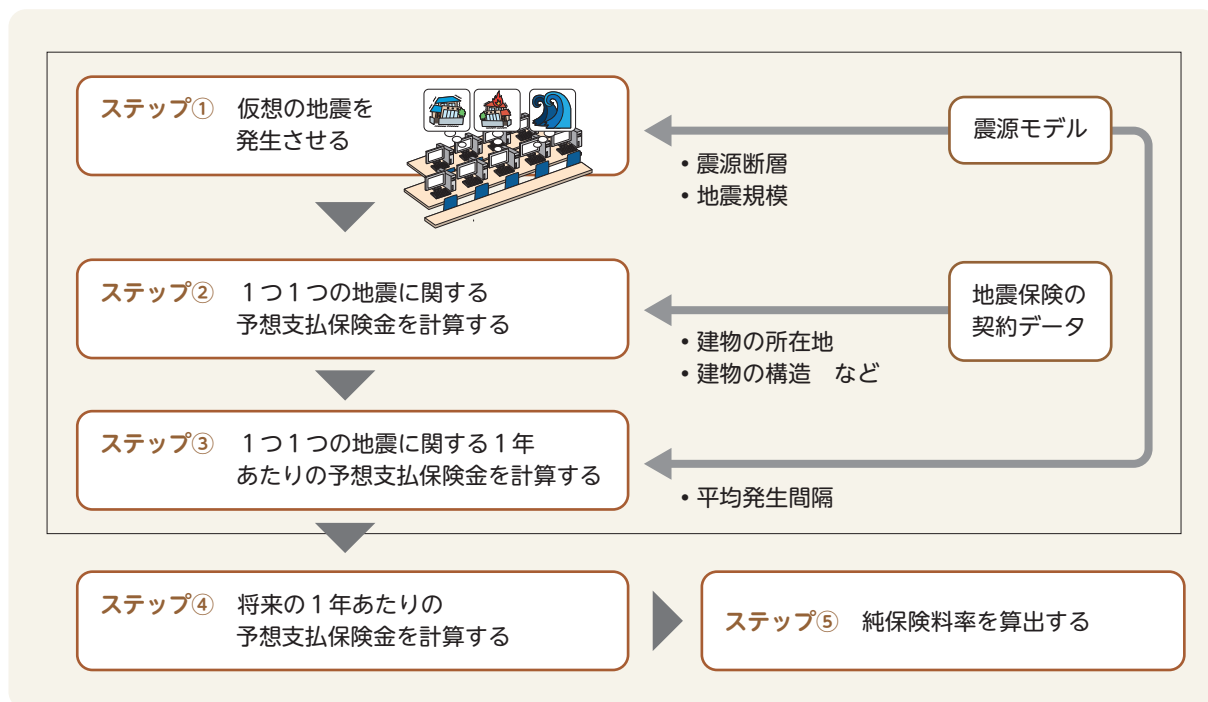 ステップ① 仮想の地震を
発生させる
震源モデル
・震源断層
・地震規模
ステップ② 1つ1つの地震に関する
予想支払保険金を計算する
地震保険の
契約データ
・建物の所在地
・建物の構造 など
ステップ③ 1つ1つの地震に関する1年
あたりの予想支払保険金を計算する
・平均発生間隔
ステップ④ 将来の1年あたりの
予想支払保険金を計算する
ステップ⑤ 純保険料率を算出する